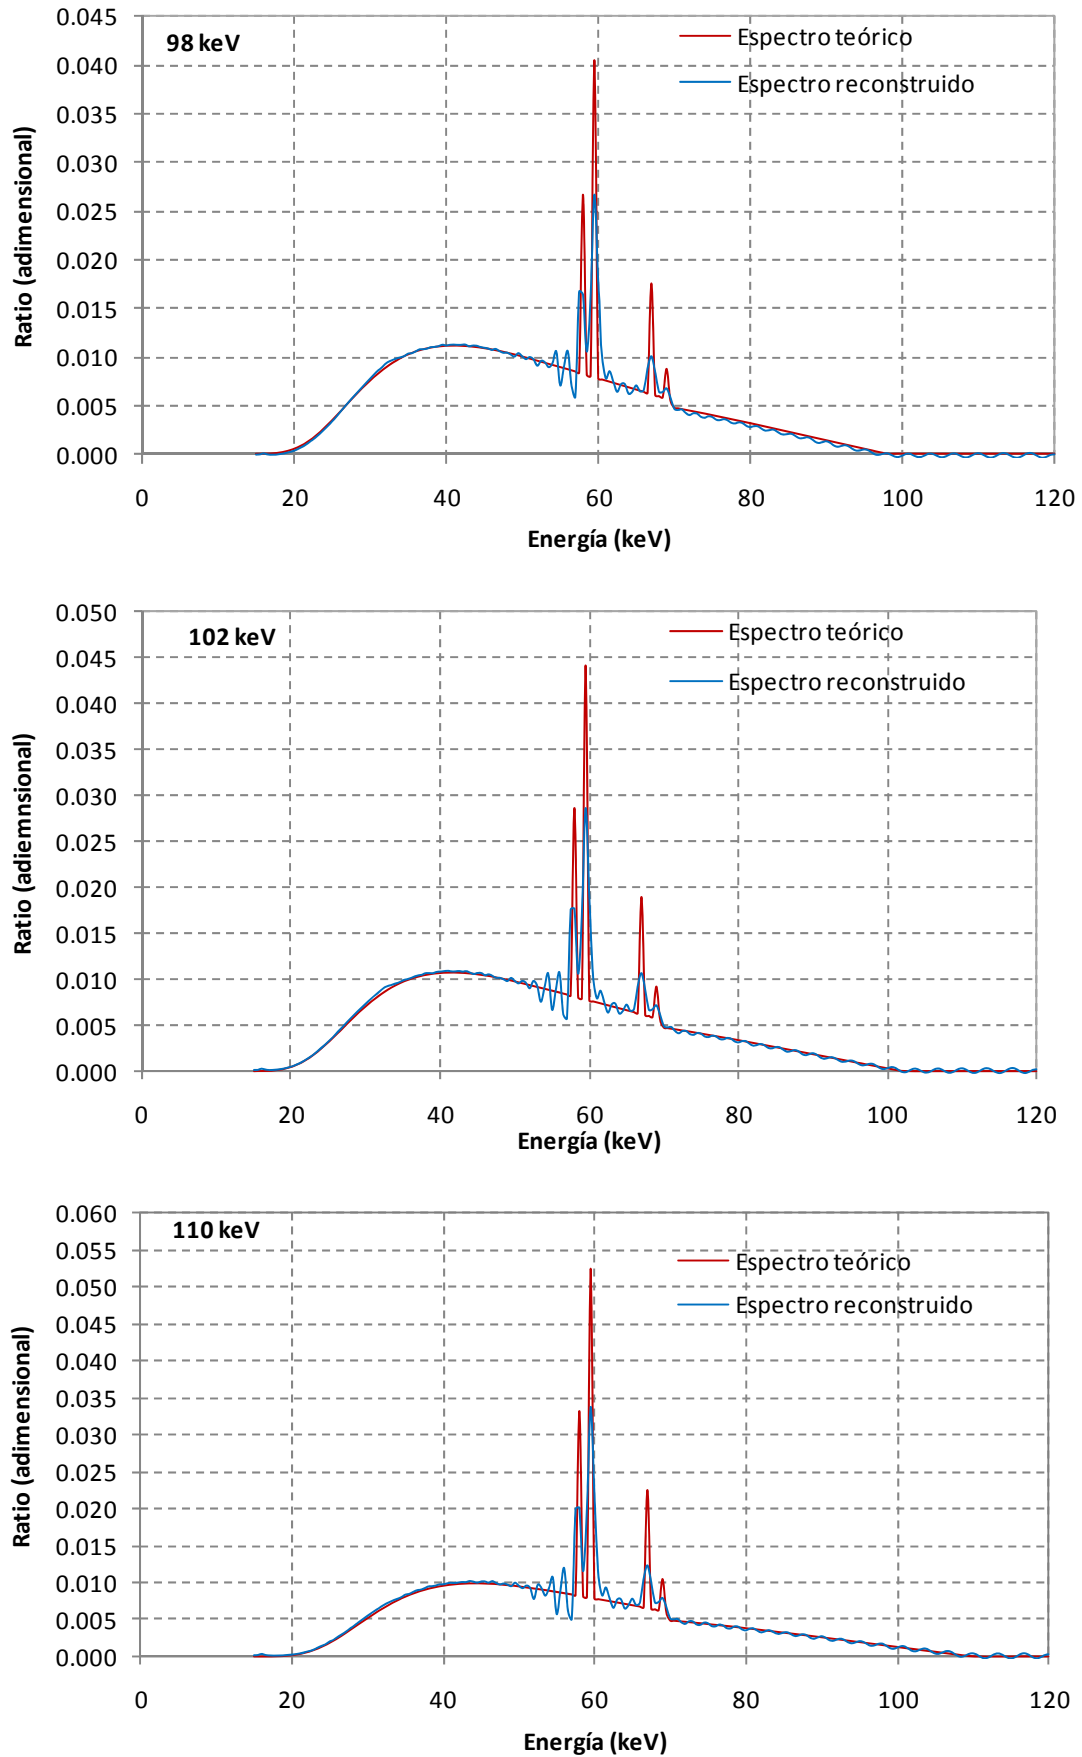 0.045
98 keV
Espectro teórico
0.040
Espectro reconstruido
0.035
0.030
0.025
0.020
0.015
0.010
0.005
0.000
Ratio (adimensional)
0 20 40 60 80 100 120
Energía (keV)
0.050
102 keV
Espectro teórico
0.045
Espectro reconstruido
0.040
0.035
0.030
0.025
0.020
0.015
0.010
0.005
0.000
Ratio (adiemnsional)
0 20 40 60 80 100 120
Energía (keV)
0.060
110 keV
0.055
Espectro teórico
0.050
Espectro reconstruido
0.045
0.040
0.035
0.030
0.025
0.020
0.015
0.010
0.005
0.000
Ratio (adimensional)
0 20 40 60 80 100 120
Energía (keV)